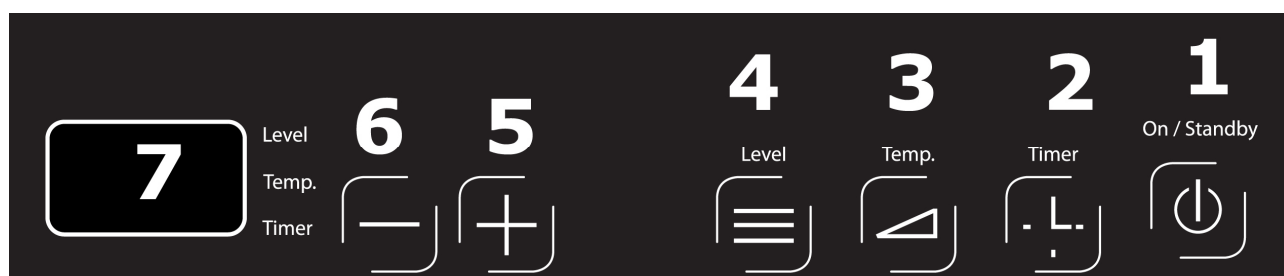 7
Level
Temp.
Timer
6
5
4
Level
3
Temp.
2
Timer
1
On / Standby